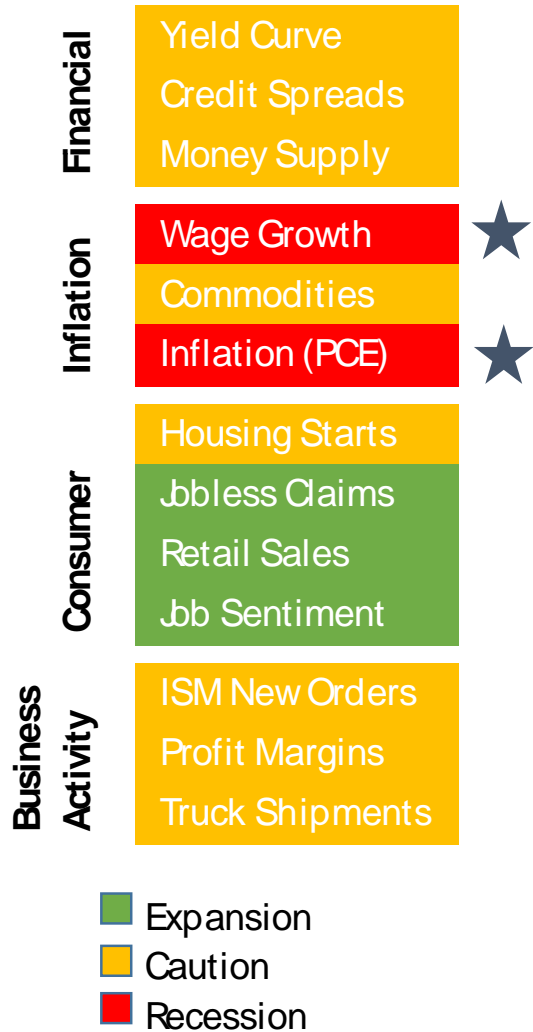 Financial
Yield Curve
Credit Spreads
Money Supply
Inflation
Wage Growth
Commodities
Inflation (PCE)
Consumer
Housing Starts
Jobless Claims
Retail Sales
Job Sentiment
Business
Activity
ISM New Orders
Profit Margins
Truck Shipments
Expansion
Caution
Recession